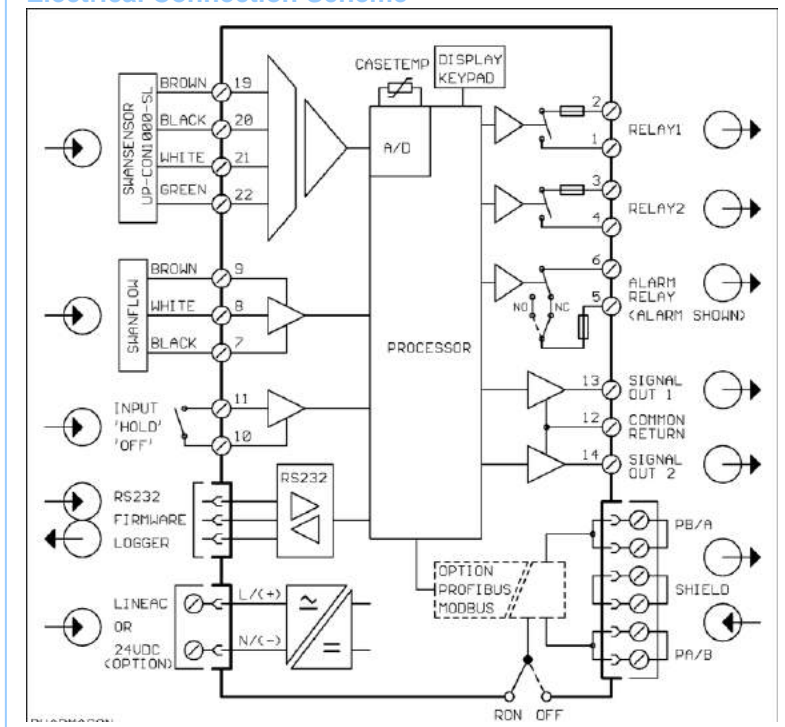 Electrical Connection Scheme
CASETEMP
DISPLAY
KEYPAD
SWANSENSOR
UP-CON1000-SL
BROWN 19
BLACK 20
WHITE 21
GREEN 22
A/D
2
1
RELAY1
3
4
RELAY2
SWANFLOW
BROWN 9
WHITE 8
BLACK 7
6
5
NO NC
ALARM
RELAY
(ALARM SHOWN)
PROCESSOR
INPUT
'HOLD'
'OFF'
11
10
13
SIGNAL
OUT 1
12
COMMON
RETURN
14
SIGNAL
OUT 2
RS232
FIRMWARE
LOGGER
RS232
OPTION
PROFIBUS
MODBUS
PB/A
SHIELD
PA/B
LINEAC
OR
24VDC
(OPTION)
L/(+)
N/(-)
RON OFF